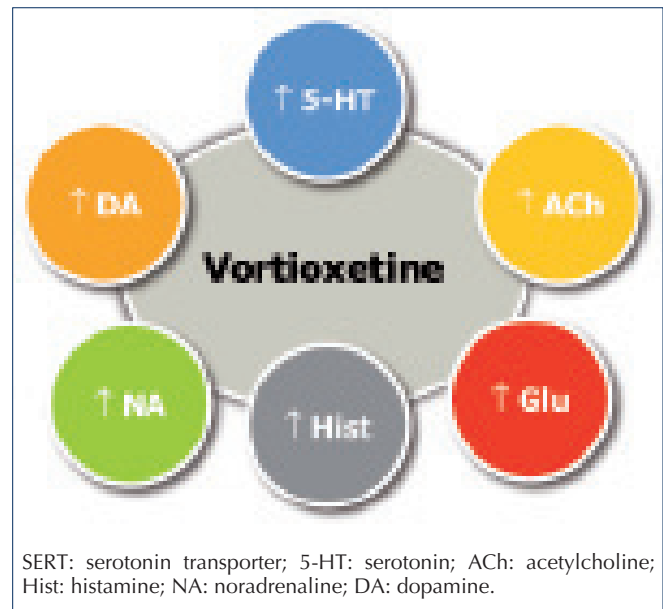 ↑ 5-HT
↑ DA
↑ ACh
Vortioxetine
↑ NA
↑ Hist
↑ Glu
SERT: serotonin transporter; 5-HT: serotonin; ACh: acetylcholine;
Hist: histamine; NA: noradrenaline; DA: dopamine.